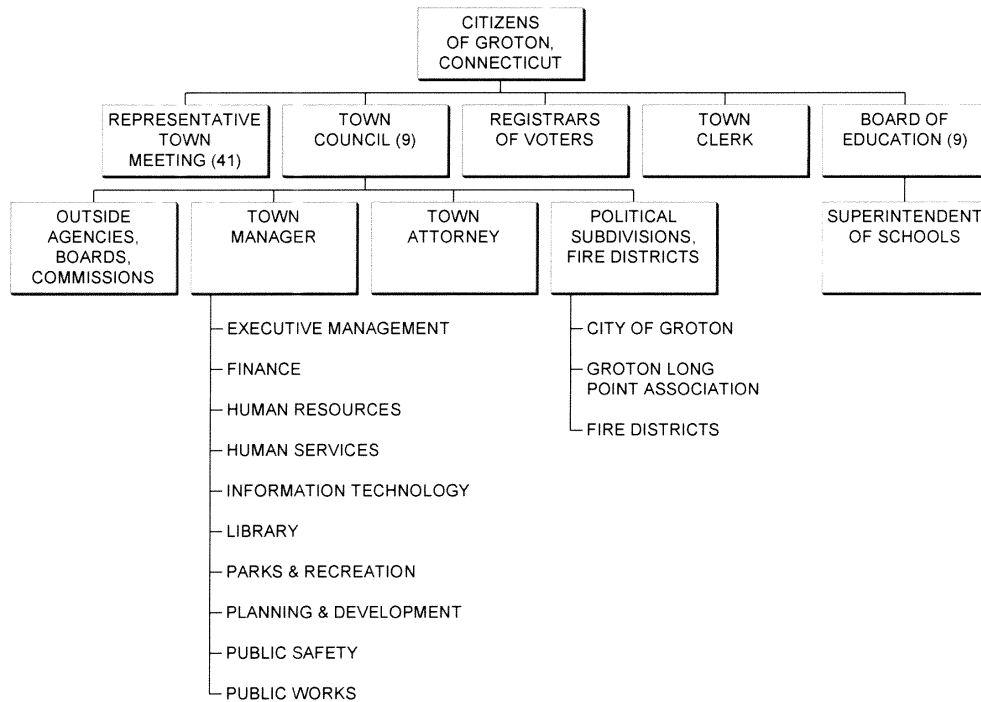 CITIZENS
OF GROTON,
CONNECTICUT
REPRESENTATIVE
TOWN
MEETING (41)
TOWN
COUNCIL (9)
REGISTRARS
OF VOTERS
TOWN
CLERK
BOARD OF
EDUCATION (9)
OUTSIDE
AGENCIES,
BOARDS,
COMMISSIONS
TOWN
MANAGER
TOWN
ATTORNEY
POLITICAL
SUBDIVISIONS,
FIRE DISTRICTS
SUPERINTENDENT
OF SCHOOLS
EXECUTIVE MANAGEMENT
FINANCE
HUMAN RESOURCES
HUMAN SERVICES
INFORMATION TECHNOLOGY
LIBRARY
PARKS & RECREATION
PLANNING & DEVELOPMENT
PUBLIC SAFETY
PUBLIC WORKS
CITY OF GROTON
GROTON LONG
POINT ASSOCIATION
FIRE DISTRICTS